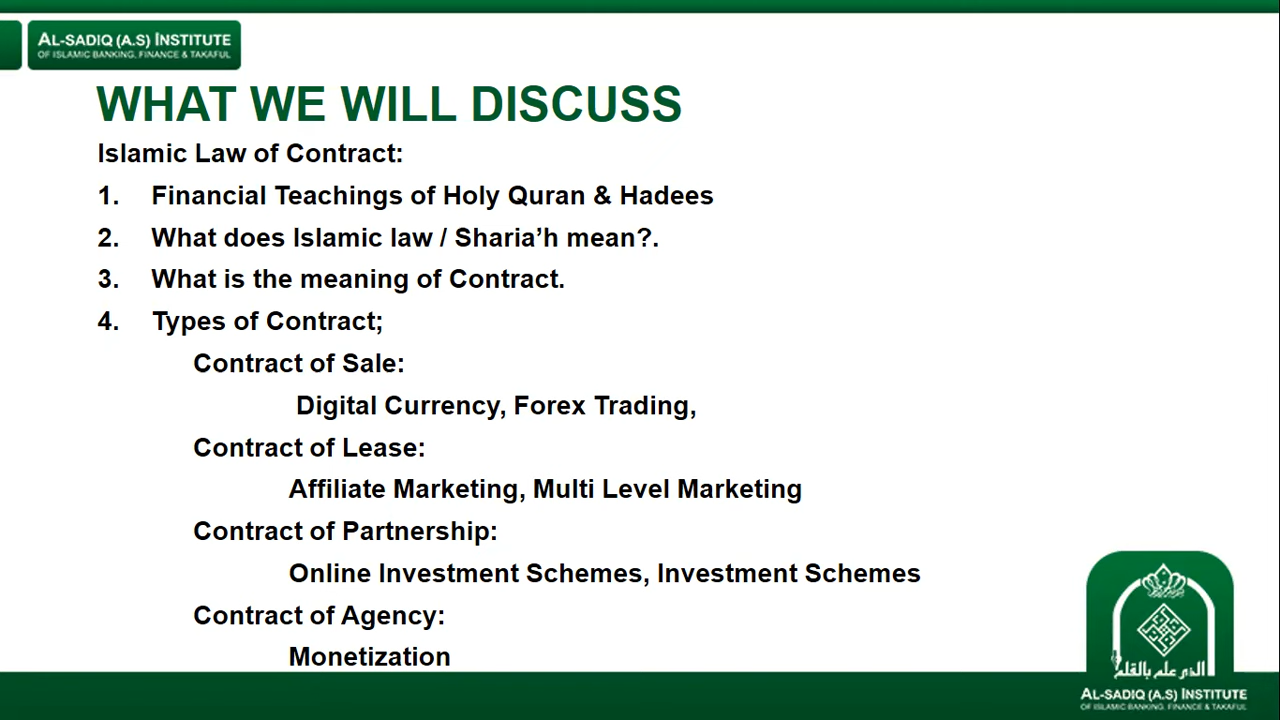 AL-SADIQ (A.S) INSTITUTE
OF ISLAMIC BANKING, FINANCE & TAKAFUL
WHAT WE WILL DISCUSS
Islamic Law of Contract:
1. Financial Teachings of Holy Quran & Hadees
2. What does Islamic law / Sharia’h mean?.
3. What is the meaning of Contract.
4. Types of Contract;
Contract of Sale:
Digital Currency, Forex Trading,
Contract of Lease:
Affiliate Marketing, Multi Level Marketing
Contract of Partnership:
Online Investment Schemes, Investment Schemes
Contract of Agency:
Monetization
الذي علم بالقلم
AL-SADIQ (A.S) INSTITUTE
OF ISLAMIC BANKING, FINANCE & TAKAFUL